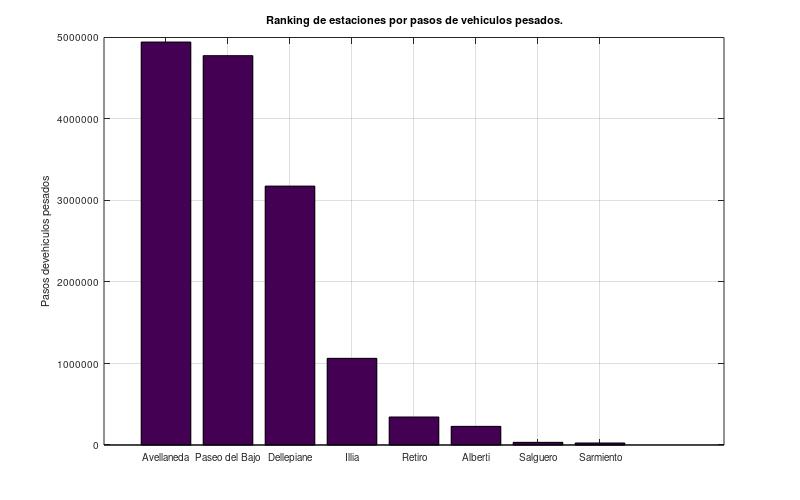 Ranking de estaciones por pasos de vehiculos pesados.
Pasos devehiculos pesados
5000000
4000000
3000000
2000000
1000000
0
Avellaneda Paseo del Bajo Dellepiane Illia Retiro Alberti Salguero Sarmiento